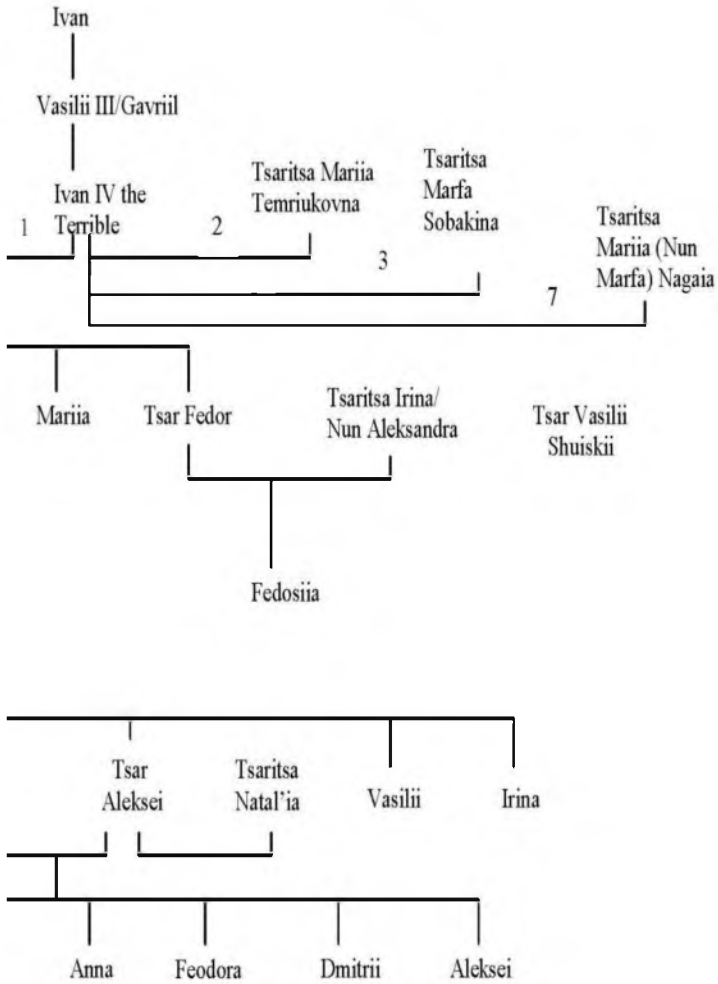 Ivan
Vasilii III/Gavriil
Ivan IV the
Terrible
Tsaritsa Mariia
Temriukovna
Tsaritsa
Marfa
Sobakina
Tsaritsa
Mariia (Nun
Marfa) Nagaia
1
2
3
7
Mariia
Tsar Fedor
Tsaritsa Irina/
Nun Aleksandra
Tsar Vasilii
Shuiskii
Fedosiia
Tsar
Aleksei
Tsaritsa
Natal'ia
Vasilii
Irina
Anna
Feodora
Dmitrii
Aleksei